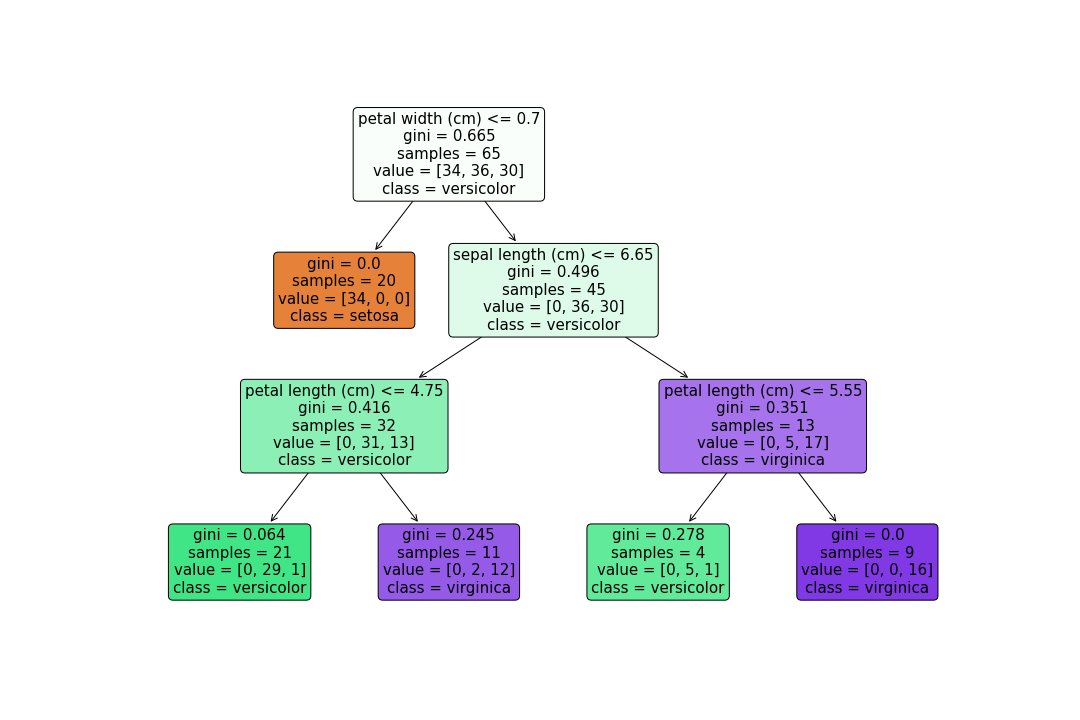 petal width (cm) <= 0.7
gini = 0.665
samples = 65
value = [34, 36, 30]
class = versicolor
gini = 0.0
samples = 20
value = [34, 0, 0]
class = setosa
sepal length (cm) <= 6.65
gini = 0.496
samples = 45
value = [0, 36, 30]
class = versicolor
petal length (cm) <= 4.75
gini = 0.416
samples = 32
value = [0, 31, 13]
class = versicolor
petal length (cm) <= 5.55
gini = 0.351
samples = 13
value = [0, 5, 17]
class = virginica
gini = 0.064
samples = 21
value = [0, 29, 1]
class = versicolor
gini = 0.245
samples = 11
value = [0, 2, 12]
class = virginica
gini = 0.278
samples = 4
value = [0, 5, 1]
class = versicolor
gini = 0.0
samples = 9
value = [0, 0, 16]
class = virginica